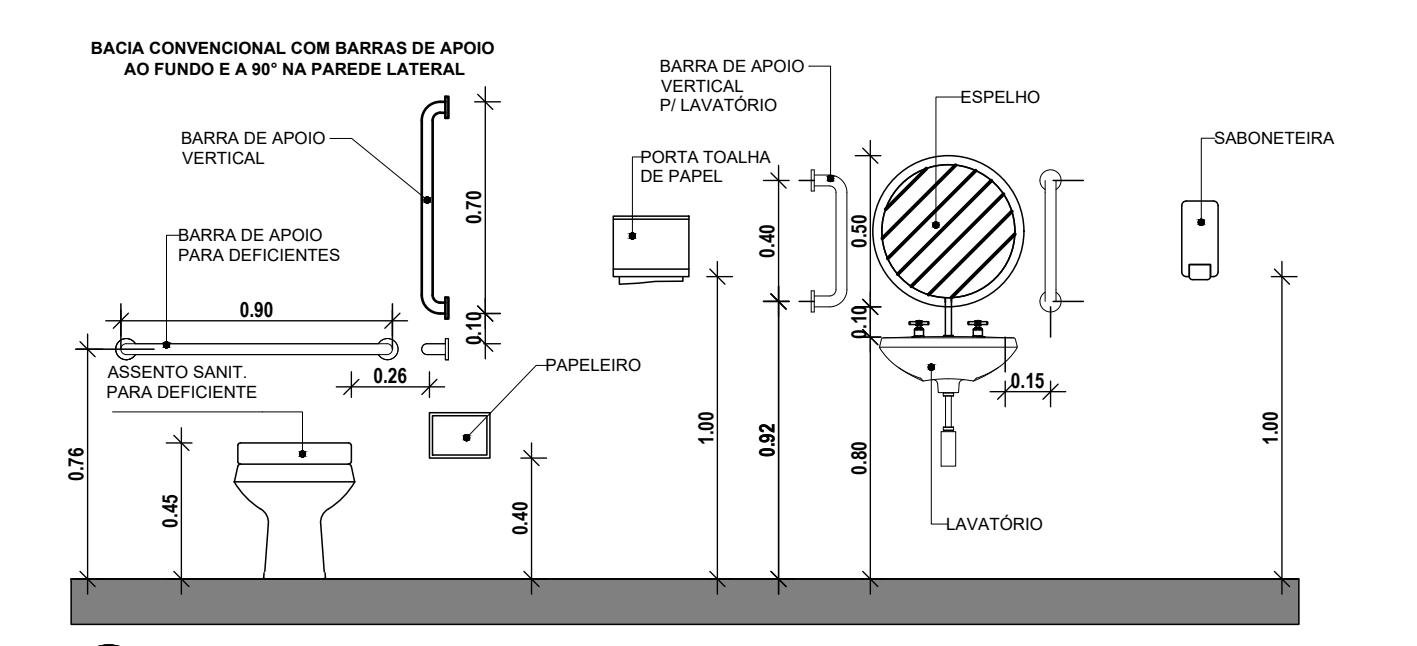 BACIA CONVENCIONAL COM BARRAS DE APOIO
AO FUNDO E A 90° NA PAREDE LATERAL
BARRA DE APOIO
VERTICAL
BARRA DE APOIO
PARA DEFICIENTES
0.90
0.70
0.10
0.26
ASSENTO SANIT.
PARA DEFICIENTE
PAPELEIRO
0.76
0.45
0.40
PORTA TOALHA
DE PAPEL
1.00
BARRA DE APOIO
VERTICAL
P/ LAVATÓRIO
ESPELHO
0.40
0.50
0.10
0.15
0.92
0.80
LAVATÓRIO
SABONETEIRA
1.00